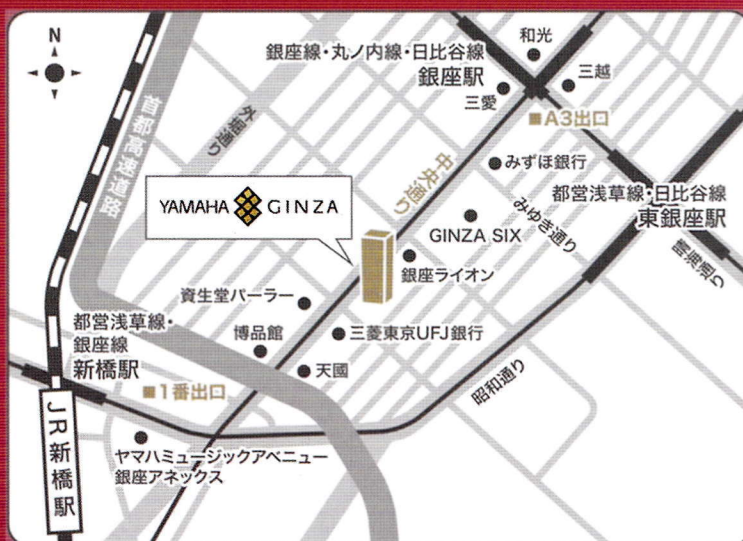 N
和光
銀座線・丸ノ内線・日比谷線
銀座駅
三越
三愛
■A3出口
首都高速道路
外堀通り
中央通り
みずほ銀行
都営浅草線・日比谷線
東銀座駅
YAMAHA GINZA
GINZA SIX
みゆき通り
晴海通り
銀座ライオン
資生堂パーラー
都営浅草線・
銀座線
新橋駅
博品館
三菱東京UFJ銀行
天國
昭和通り
■1番出口
JR新橋駅
ヤマハミュージックアベニュー
銀座アネックス